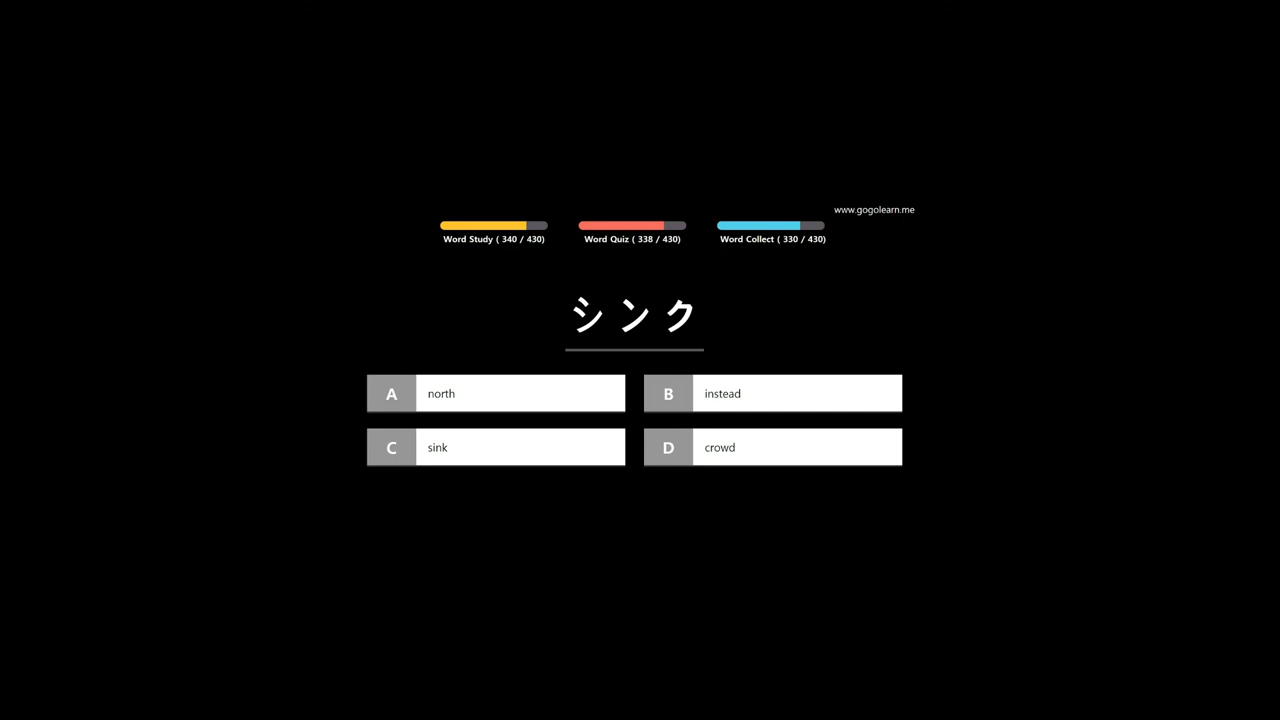 www.gogolearn.me
Word Study ( 340 / 430)
Word Quiz ( 338 / 430)
Word Collect ( 330 / 430)
シンク
A north
B instead
C sink
D crowd